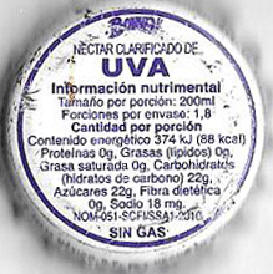 NÉCTAR CLARIFICADO DE
UVA
Información nutrimental
Tamaño por porción: 200ml
Porciones por envase: 1,8
Cantidad por porción
Contenido energético 374 kJ (88 kcal)
Proteínas 0g, Grasas (lípidos) 0g,
Grasa saturada 0g, Carbohidratos
(hidratos de carbono) 22g,
Azúcares 22g, Fibra dietética
0g, Sodio 18 mg.
NOM-051-SCFI/SSA1-2010
SIN GAS